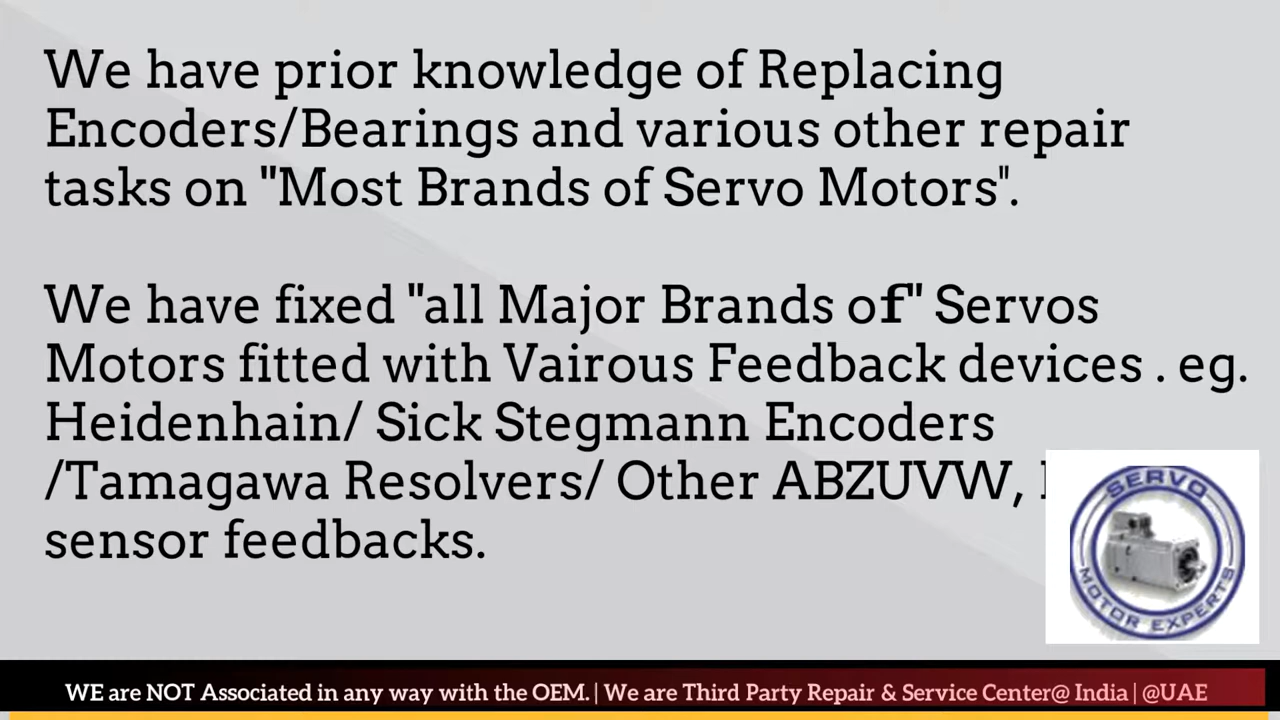 We have prior knowledge of Replacing
Encoders/Bearings and various other repair
tasks on "Most Brands of Servo Motors".
We have fixed "all Major Brands of" Servos
Motors fitted with Vairous Feedback devices . eg.
Heidenhain/ Sick Stegmann Encoders
/Tamagawa Resolvers/ Other ABZUVW,
sensor feedbacks.
SERVO
MOTOR EXPERTS
WE are NOT Associated in any way with the OEM. | We are Third Party Repair & Service Center@ India | @UAE